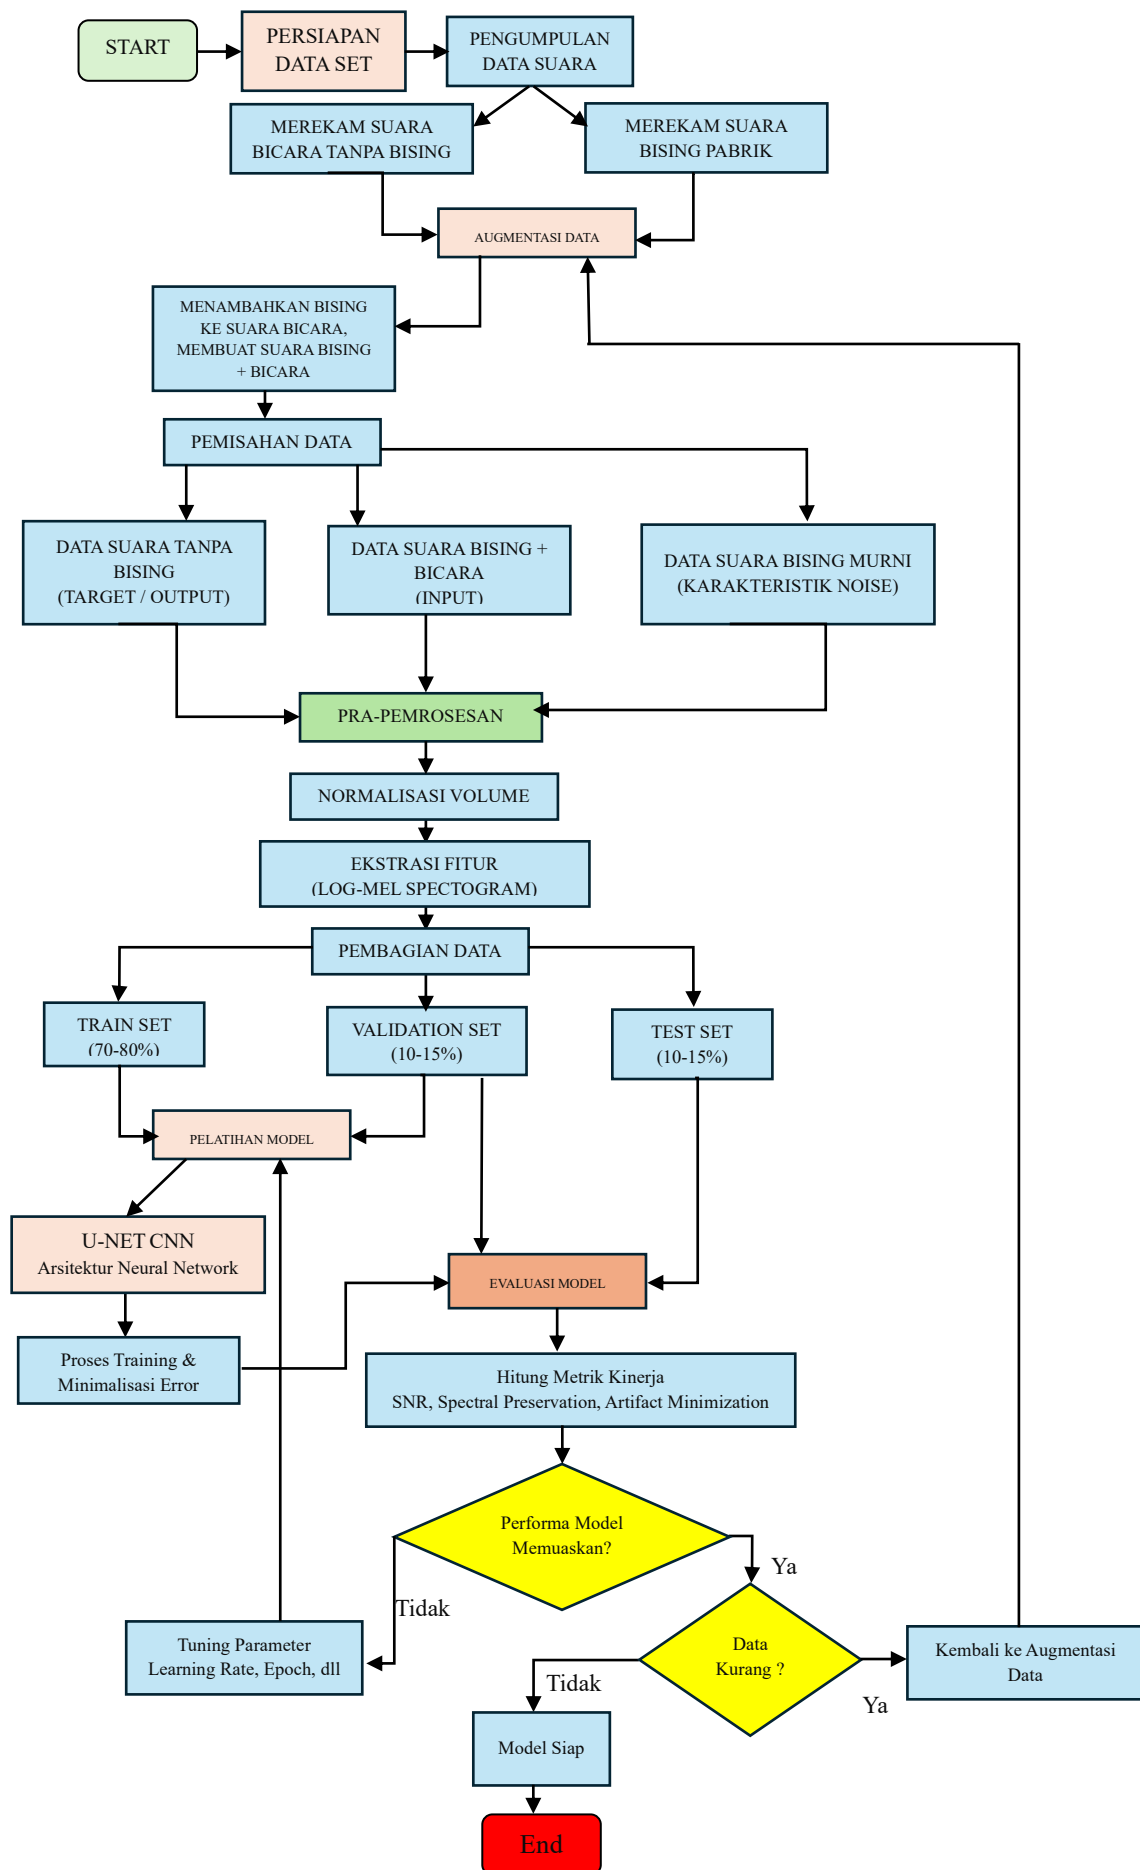 START
PERSIAPAN
DATA SET
PENGUMPULAN
DATA SUARA
MEREKAM SUARA
BICARA TANPA BISING
MEREKAM SUARA
BISING PABRIK
AUGMENTASI DATA
MENAMBAHKAN BISING
KE SUARA BICARA,
MEMBUAT SUARA BISING
+ BICARA
PEMISAHAN DATA
DATA SUARA TANPA
BISING
(TARGET / OUTPUT)
DATA SUARA BISING +
BICARA
(INPUT)
DATA SUARA BISING MURNI
(KARAKTERISTIK NOISE)
PRA-PEMROSESAN
NORMALISASI VOLUME
EKSTRASI FITUR
(LOG-MEL SPECTOGRAM)
PEMBAGIAN DATA
TRAIN SET
(70-80%)
VALIDATION SET
(10-15%)
TEST SET
(10-15%)
PELATIHAN MODEL
U-NET CNN
Arsitektur Neural Network
EVALUASI MODEL
Proses Training &
Minimalisasi Error
Hitung Metrik Kinerja
SNR, Spectral Preservation, Artifact Minimization
Performa Model
Memuaskan?
Ya
Tidak
Tuning Parameter
Learning Rate, Epoch, dll
Data
Kurang ?
Kembali ke Augmentasi
Data
Tidak
Ya
Model Siap
End